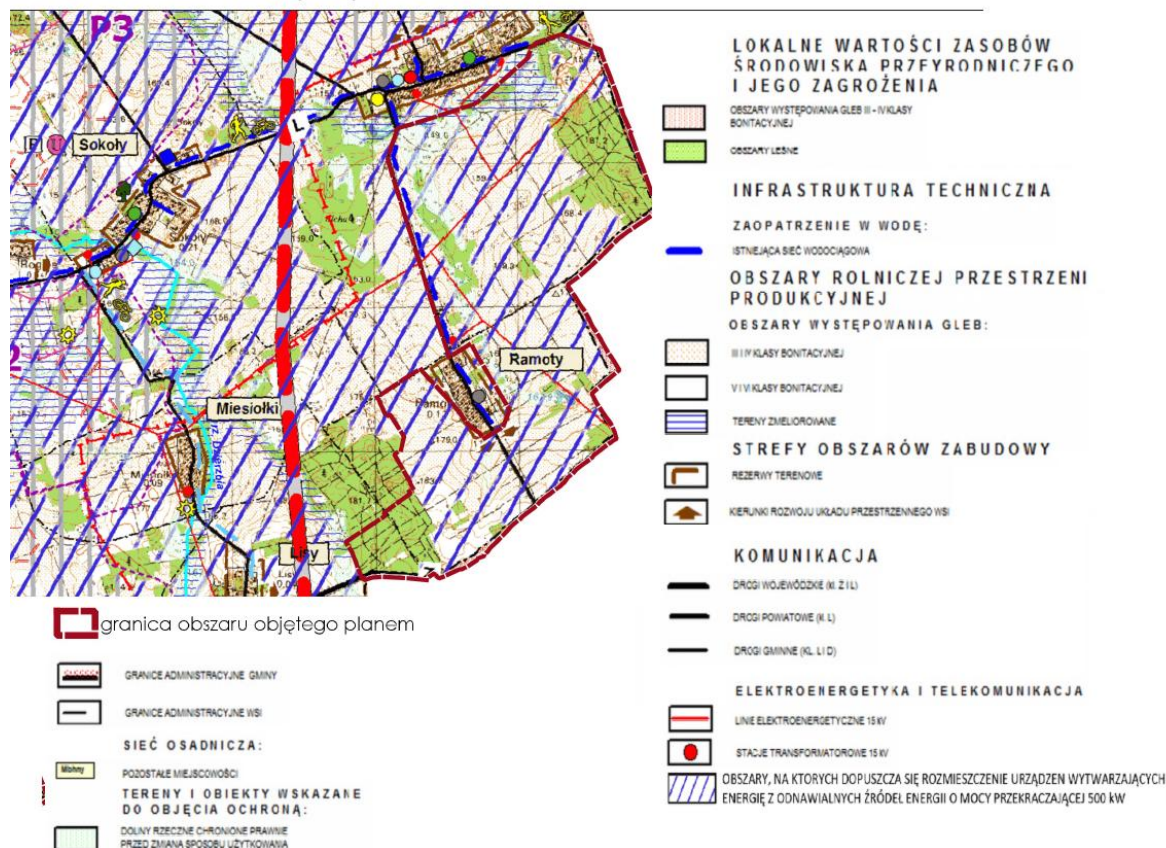 P3
Sokoły
L
Ramoty
Miesiołki
Lisy
rz. Dzierzbia
granica obszaru objętego planem
GRANICE ADMINISTRACYJNE GMINY
GRANICE ADMINISTRACYJNE WSI
SIEĆ OSADNICZA:
POZOSTAŁE MIEJSCOWOŚCI
TERENY I OBIEKTY WSKAZANE
DO OBJĘCIA OCHRONĄ:
DOLINY RZECZNE CHRONIONE PRAWNIE
PRZED ZMIANĄ SPOSOBU UŻYTKOWANIA
LOKALNE WARTOŚCI ZASOBÓW
ŚRODOWISKA PRZEYRODNICZEGO
I JEGO ZAGROŻENIA
OBSZARY WYSTĘPOWANIA GLEB III - IV KLASY
BONITACYJNEJ
OBSZARY LEŚNE
INFRASTRUKTURA TECHNICZNA
ZAOPATRZENIE W WODĘ:
ISTNIEJĄCA SIEĆ WODOCIĄGOWA
OBSZARY ROLNICZEJ PRZESTRZENI
PRODUKCYJNEJ
OBSZARY WYSTĘPOWANIA GLEB:
III IV KLASY BONITACYJNEJ
V I VI KLASY BONITACYJNEJ
TERENY ZMELIOROWANE
STREFY OBSZARÓW ZABUDOWY
REZERWY TERENOWE
KIERUNKI ROZWOJU UKŁADU PRZESTRZENNEGO WSI
KOMUNIKACJA
DROGI WOJEWÓDZKIE (kl. Z I L)
DROGI POWIATOWE (kl. L)
DROGI GMINNE (KL. L I D)
ELEKTROENERGETYKA I TELEKOMUNIKACJA
LINIE ELEKTROENERGETYCZNE 15 kV
STACJE TRANSFORMATOROWE 15 kV
OBSZARY, NA KTORYCH DOPUSZCZA SIĘ ROZMIESZCZENIE URZĄDZEN WYTWARZAJĄCYCH
ENERGIĘ Z ODNAWIALNYCH ŹRÓDEŁ ENERGII O MOCY PRZEKRACZAJĄCEJ 500 kW